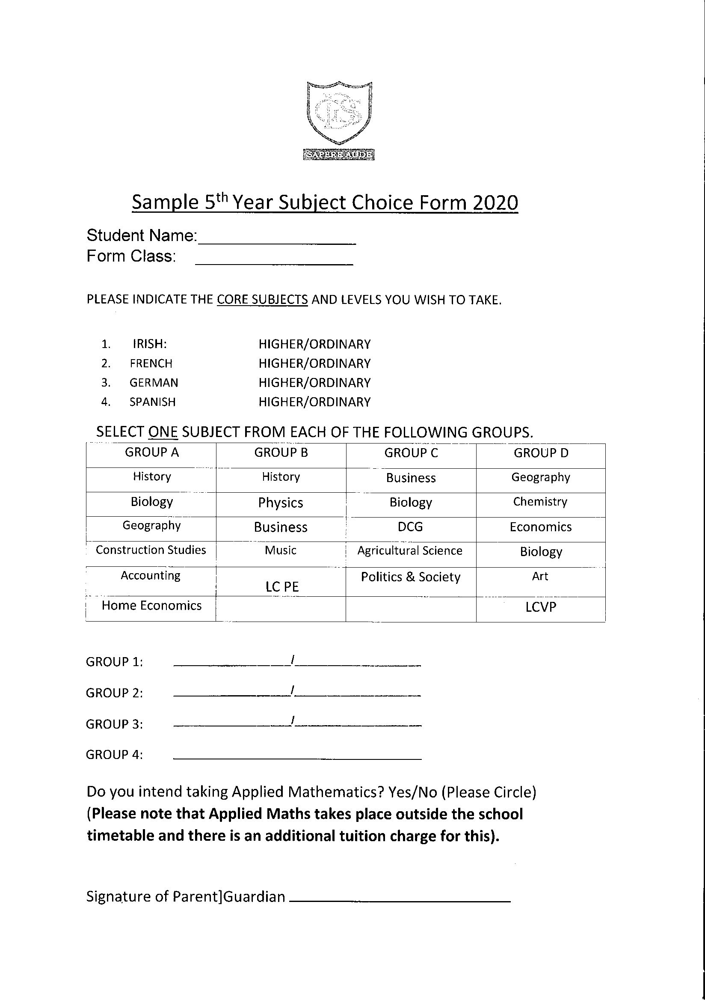 SAPERE AUDE
Sample 5th Year Subject Choice Form 2020
Student Name:
Form Class:
PLEASE INDICATE THE CORE SUBJECTS AND LEVELS YOU WISH TO TAKE.
1. IRISH: HIGHER/ORDINARY
2. FRENCH HIGHER/ORDINARY
3. GERMAN HIGHER/ORDINARY
4. SPANISH HIGHER/ORDINARY
SELECT ONE SUBJECT FROM EACH OF THE FOLLOWING GROUPS.
GROUP A GROUP B GROUP C GROUP D
History History Business Geography
Biology Physics Biology Chemistry
Geography Business DCG Economics
Construction Studies Music Agricultural Science Biology
Accounting LC PE Politics & Society Art
Home Economics LCVP
GROUP 1: /
GROUP 2: /
GROUP 3: /
GROUP 4:
Do you intend taking Applied Mathematics? Yes/No (Please Circle)
(Please note that Applied Maths takes place outside the school
timetable and there is an additional tuition charge for this).
Signature of Parent]Guardian